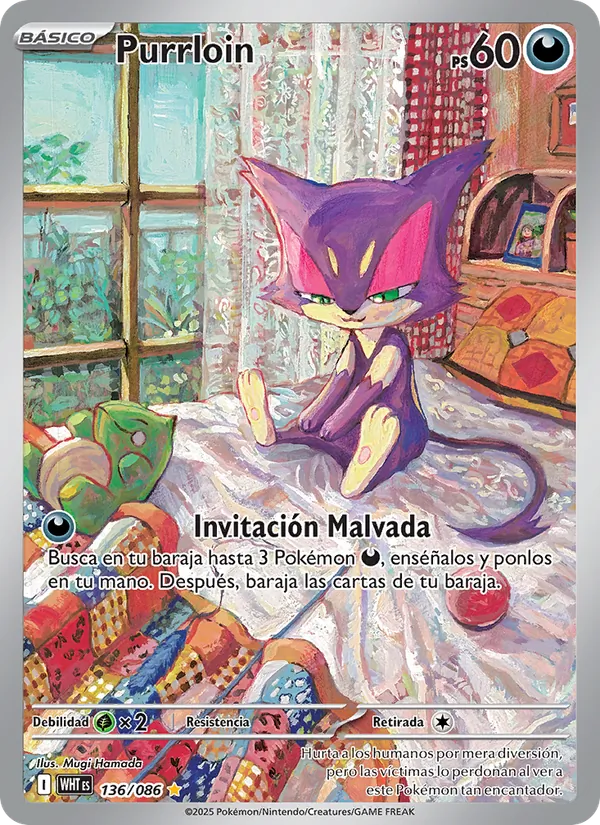 BÁSICO Purrloin PS60
Invitación Malvada
Busca en tu baraja hasta 3 Pokémon , enséñalos y ponlos
en tu mano. Después, baraja las cartas de tu baraja.
Debilidad ×2 Resistencia Retirada
Ilus. Mugi Hamada
Hurta a los humanos por mera diversión,
pero las víctimas lo perdonan al ver a
este Pokémon tan encantador.
I WHT ES 136/086
©2025 Pokémon/Nintendo/Creatures/GAME FREAK